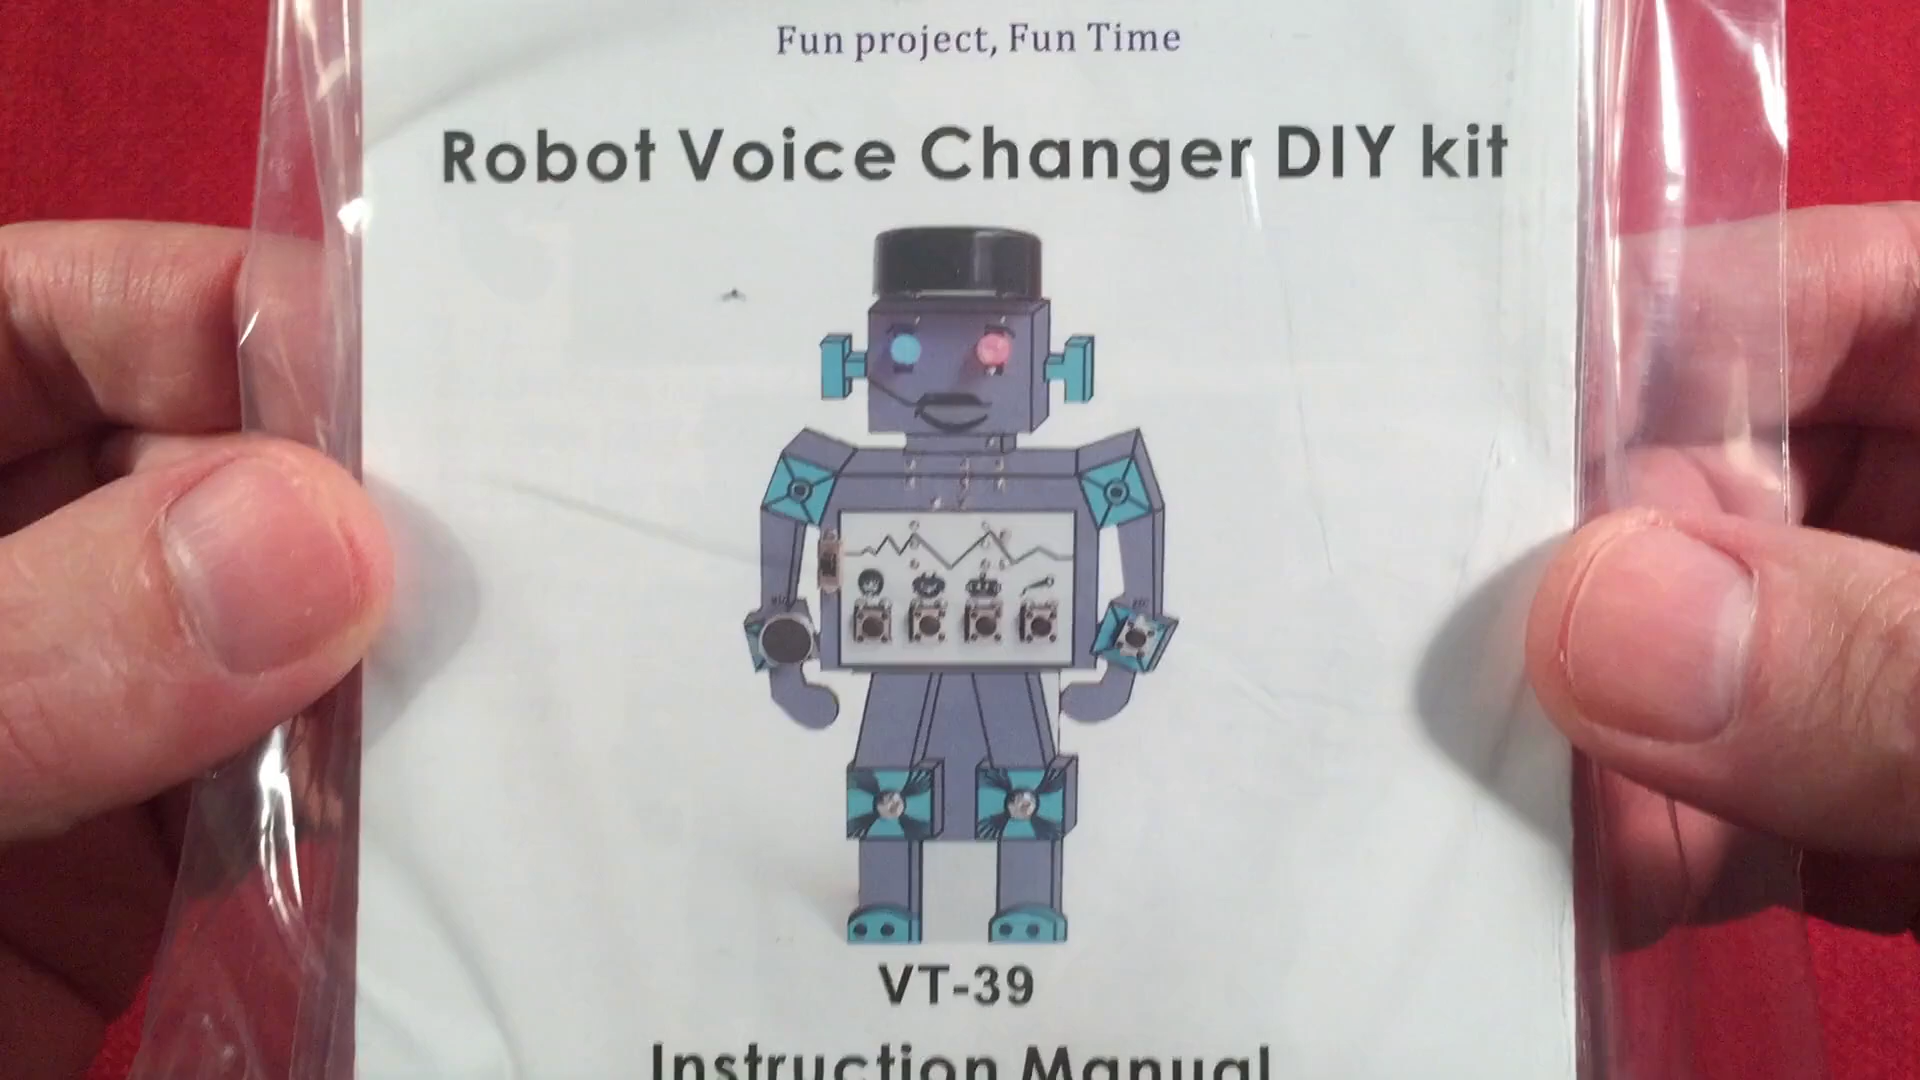 Fun project, Fun Time
Robot Voice Changer DIY kit
VT-39
Instruction Manual